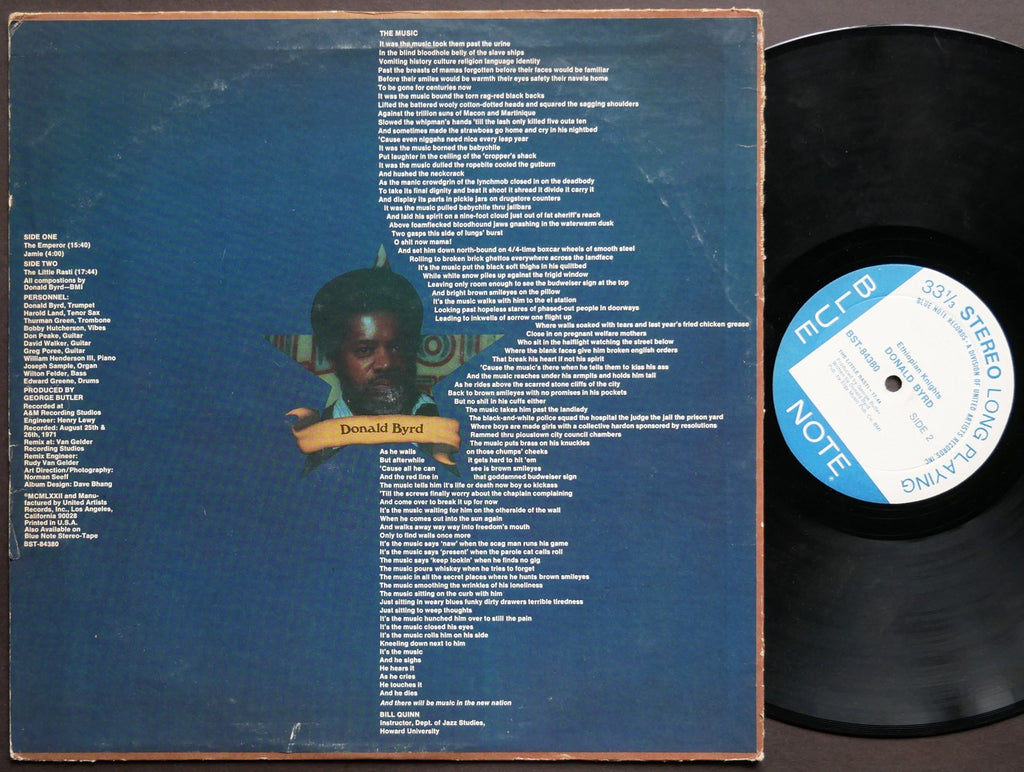 SIDE ONE
The Emperor (15:40)
Jamie (4:00)
SIDE TWO
The Little Rasti (17:44)
All compostions by
Donald Byrd—BMI
PERSONNEL:
Donald Byrd, Trumpet
Harold Land, Tenor Sax
Thurman Green, Trombone
Bobby Hutcherson, Vibes
Don Peake, Guitar
David Walker, Guitar
Greg Poree, Guitar
William Henderson III, Piano
Joseph Sample, Organ
Wilton Felder, Bass
Edward Greene, Drums
PRODUCED BY
GEORGE BUTLER
Recorded at
A&M Recording Studios
Engineer: Henry Lewy
Recorded: August 25th &
26th, 1971
Remix at: Van Gelder
Recording Studios
Remix Engineer:
Rudy Van Gelder
Art Direction/Photography:
Norman Seeff
Album Design: Dave Bhang
℗MCMLXXII and Manu-
factured by United Artists
Records, Inc., Los Angeles,
California 90028
Printed in U.S.A.
Also Available on
Blue Note Stereo-Tape
BST-84380
THE MUSIC
It was the music took them past the urine
In the blind bloodhole belly of the slave ships
Vomiting history culture religion language identity
Past the breasts of mamas forgotten before their faces would be familiar
Before their smiles would be warmth their eyes safety their navels home
To be gone for centuries now
It was the music bound the torn rag-red black backs
Lifted the battered wooly cotton-dotted heads and squared the sagging shoulders
Against the trillion suns of Macon and Martinique
Slowed the whipman's hands 'till the lash only killed five outa ten
And sometimes made the strawboss go home and cry in his nightbed
'Cause even niggahs need nice every leap year
It was the music borned the babychile
Put laughter in the ceiling of the 'cropper's shack
It was the music dulled the ropebite cooled the gutburn
And hushed the neckcrack
As the manic crowdgrin of the lynchmob closed in on the deadbody
To take its final dignity and beat it shoot it shread it divide it carry it
And display its parts in pickle jars on drugstore counters
It was the music pulled babychile thru jailbars
And laid his spirit on a nine-foot cloud just out of fat sheriff's reach
Above foamflecked bloodhound jaws gnashing in the waterwarm dusk
Two gasps this side of lungs' burst
O shit now mama!
And set him down north-bound on 4/4-time boxcar wheels of smooth steel
Rolling to broken brick ghettos everywhere across the landface
It's the music put the black soft thighs in his quiltbed
While white snow piles up against the frigid window
Leaving only room enough to see the budweiser sign at the top
And bright brown smileyes on the pillow
It's the music walks with him to the el station
Looking past hopeless stares of phased-out people in doorways
Leading to inkwells of sorrow one flight up
Where walls soaked with tears and last year's fried chicken grease
Close in on pregnant welfare mothers
Who sit in the halflight watching the street below
Where the blank faces give him broken english orders
That break his heart if not his spirit
'Cause the music's there when he tells them to kiss his ass
And the music reaches under his armpits and holds him tall
As he rides above the scarred stone cliffs of the city
Back to brown smileyes with no promises in his pockets
But no shit in his cuffs either
The music takes him past the landlady
The black-and-white police squad the hospital the judge the jail the prison yard
Where boys are made girls with a collective hardon sponsored by resolutions
Rammed thru plousstown city council chambers
The music puts brass on his knuckles
As he wails on those chumps' cheeks
But afterwhile it gets hard to hit 'em
'Cause all he can see is brown smileyes
And the red line in that goddamned budweiser sign
The music tells him it's life or death now boy so kickass
'Till the screws finally worry about the chaplain complaining
And come over to break it up for now
It's the music waiting for him on the otherside of the wall
When he comes out into the sun again
And walks away way way into freedom's mouth
Only to find walls once more
It's the music says 'naw' when the scag man runs his game
It's the music says 'present' when the parole cat calls roll
The music says 'keep lookin' when he finds no gig
The music pours whiskey when he tries to forget
The music in all the secret places where he hunts brown smileyes
The music smoothing the wrinkles of his loneliness
The music sitting on the curb with him
Just sitting in weary blues funky dirty drawers terrible tiredness
Just sitting to weep thoughts
It's the music hunched him over to still the pain
It's the music closed his eyes
It's the music rolls him on his side
Kneeling down next to him
It's the music
And he sighs
He hears it
As he cries
He touches it
And he dies
And there will be music in the new nation
BILL QUINN
Instructor, Dept. of Jazz Studies,
Howard University
Donald Byrd
BLUE NOTE
33⅓ STEREO LONG PLAYING
BLUE NOTE RECORDS • A DIVISION OF UNITED ARTISTS RECORDS, INC.
Ethiopian Knights
DONALD BYRD
BST-84380
SIDE 2
THE LITTLE RASTI - 17:44